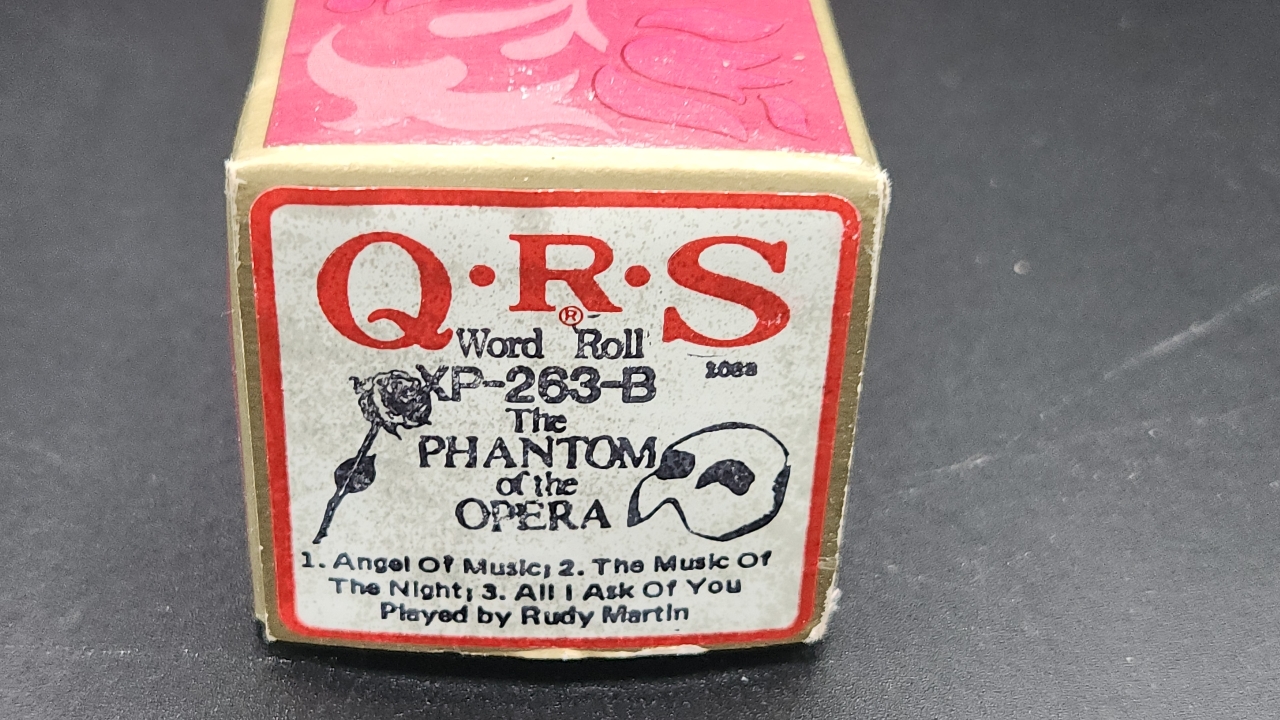 Q·R·S
®
Word Roll
XP-263-B
The
PHANTOM
of the
OPERA
1. Angel Of Music; 2. The Music Of
The Night; 3. All I Ask Of You
Played by Rudy Martin